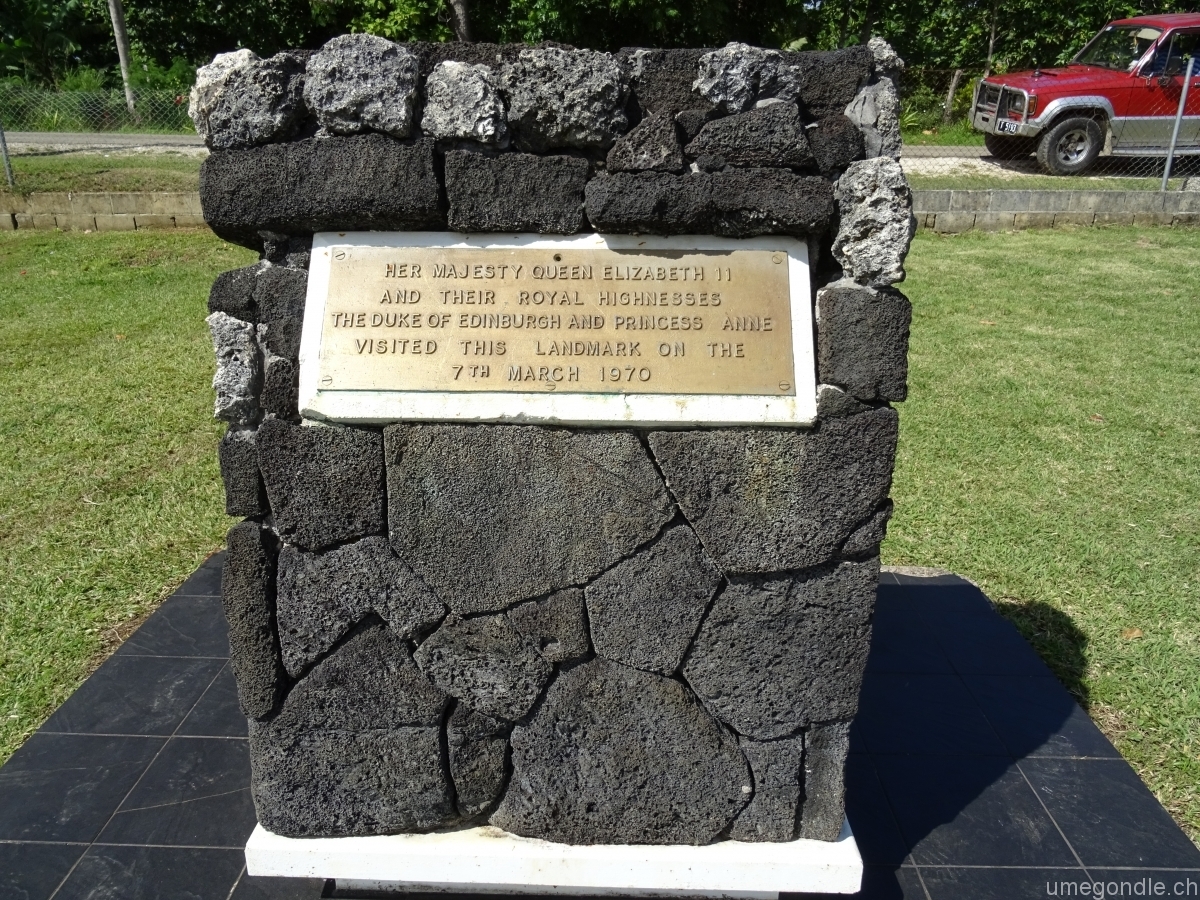 HER MAJESTY QUEEN ELIZABETH 11
AND THEIR ROYAL HIGHNESSES
THE DUKE OF EDINBURGH AND PRINCESS ANNE
VISITED THIS LANDMARK ON THE
7TH MARCH 1970
umegondle.ch